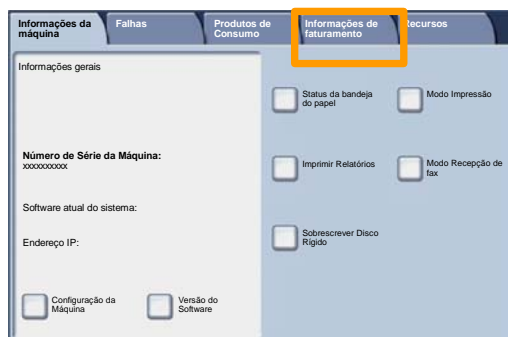 Informações da
máquina
Falhas
Produtos de
Consumo
Informações de
faturamento
Recursos
Informações gerais
Status da bandeja
do papel
Modo Impressão
Número de Série da Máquina:
xxxxxxxxx
Imprimir Relatórios
Modo Recepção de
fax
Software atual do sistema:
Endereço IP:
Sobrescrever Disco
Rígido
Configuração da
Máquina
Versão do
Software